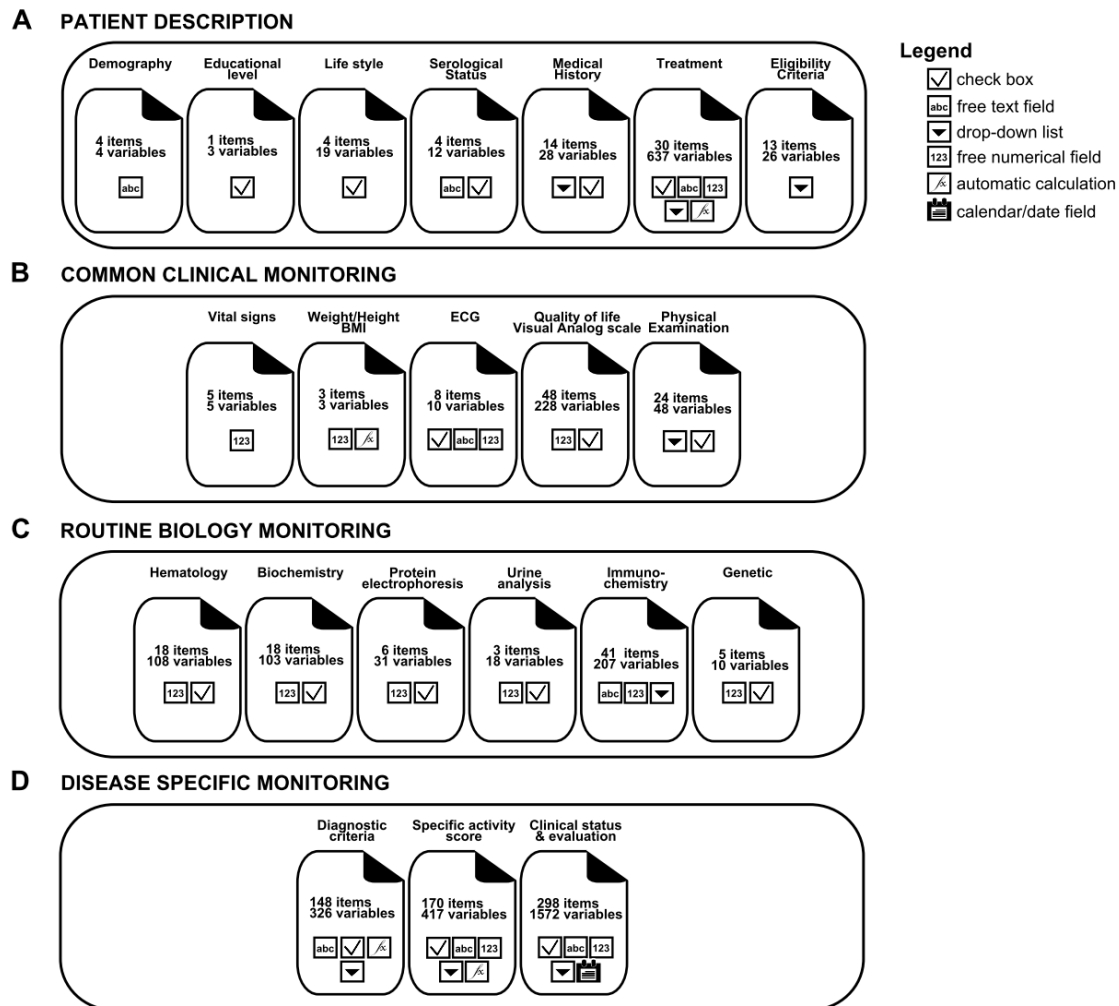 A PATIENT DESCRIPTION
Demography
4 items
4 variables
abc
Educational
level
1 items
3 variables
Life style
4 items
19 variables
Serological
Status
4 items
12 variables
abc
Medical
History
14 items
28 variables
Treatment
30 items
637 variables
abc 123
fx
Eligibility
Criteria
13 items
26 variables
Legend
check box
abc free text field
drop-down list
123 free numerical field
fx automatic calculation
calendar/date field
B COMMON CLINICAL MONITORING
Vital signs
5 items
5 variables
123
Weight/Height
BMI
3 items
3 variables
123 fx
ECG
8 items
10 variables
abc 123
Quality of life
Visual Analog scale
48 items
228 variables
123
Physical
Examination
24 items
48 variables
C ROUTINE BIOLOGY MONITORING
Hematology
18 items
108 variables
123
Biochemistry
18 items
103 variables
123
Protein
electrophoresis
6 items
31 variables
123
Urine
analysis
3 items
18 variables
123
Immuno-
chemistry
41 items
207 variables
abc 123
Genetic
5 items
10 variables
123
D DISEASE SPECIFIC MONITORING
Diagnostic
criteria
148 items
326 variables
abc fx
Specific activity
score
170 items
417 variables
abc 123
fx
Clinical status
& evaluation
298 items
1572 variables
abc 123